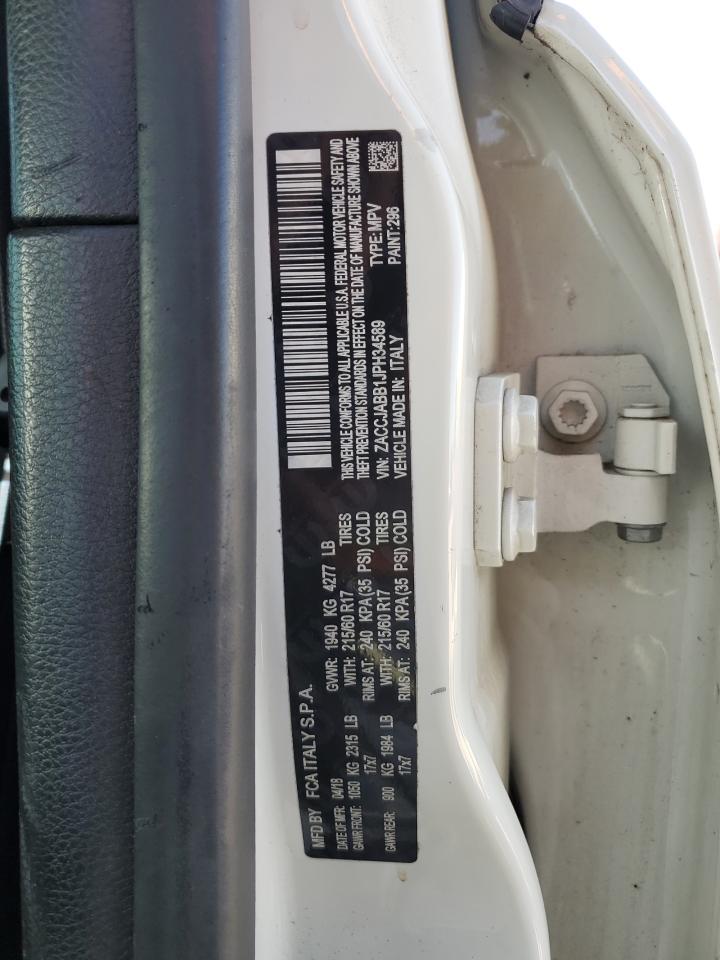 MFD BY FCA ITALY S.P.A.
DATE OF MFR: 04/18 GVWR: 1940 KG 4277 LB
GAWR FRONT: 1050 KG 2315 LB WITH: 215/60 R17 TIRES
17x7 RIMS AT: 240 KPA(35 PSI) COLD
GAWR REAR: 900 KG 1984 LB WITH: 215/60 R17 TIRES
17x7 RIMS AT: 240 KPA(35 PSI) COLD
THIS VEHICLE CONFORMS TO ALL APPLICABLE U.S.A. FEDERAL MOTOR VEHICLE SAFETY AND
THEFT PREVENTION STANDARDS IN EFFECT ON THE DATE OF MANUFACTURE SHOWN ABOVE
VIN: ZACCJABB1JPH34589 TYPE: MPV
VEHICLE MADE IN: ITALY PAINT: 296